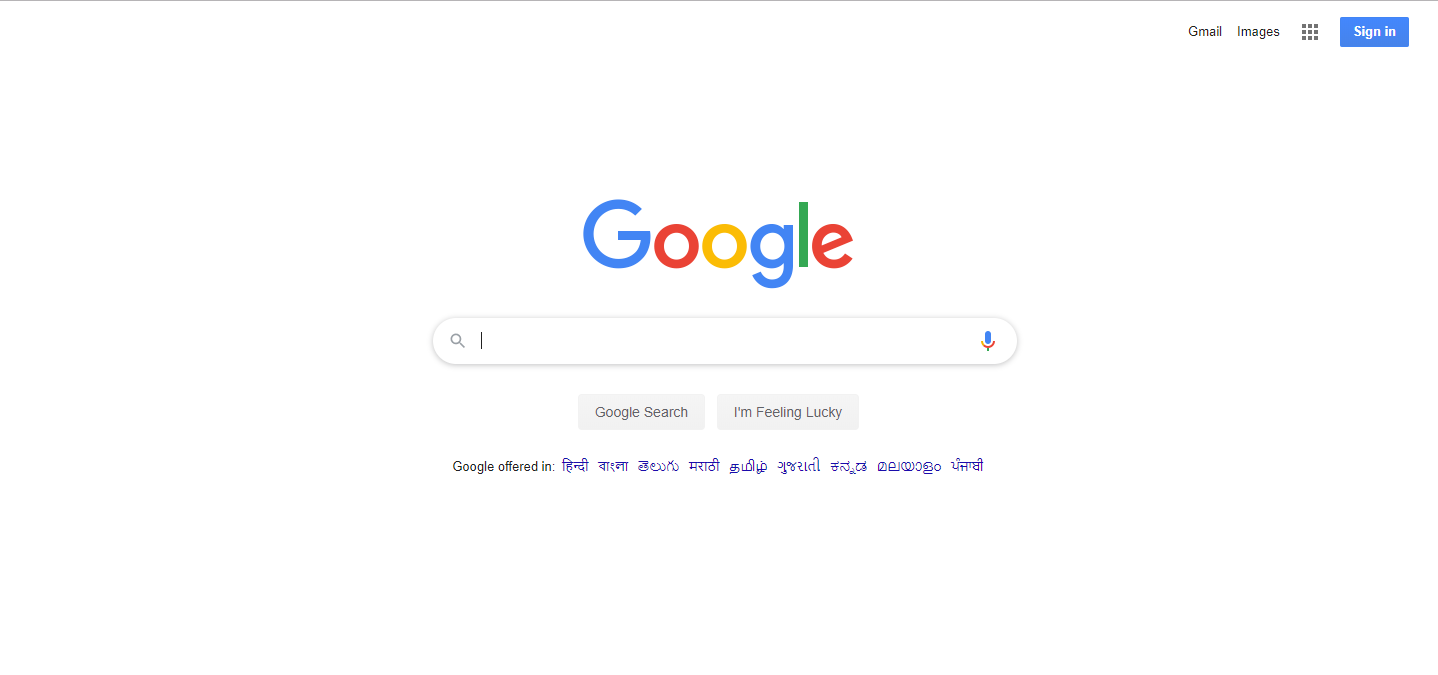 Gmail Images Sign in
Google
Google Search I'm Feeling Lucky
Google offered in: हिन्दी বাংলা తెలుగు मराठी தமிழ் ગુજરાતી ಕನ್ನಡ മലയാളം ਪੰਜਾਬੀ